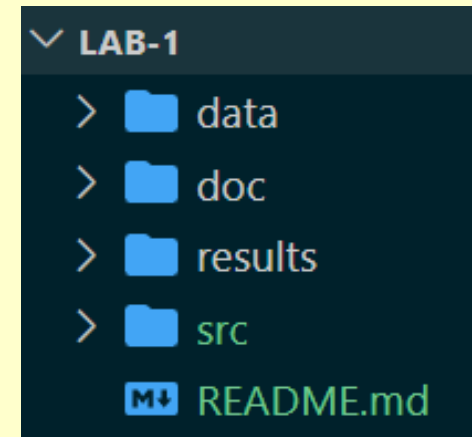 LAB-1
data
doc
results
src
M↓ README.md